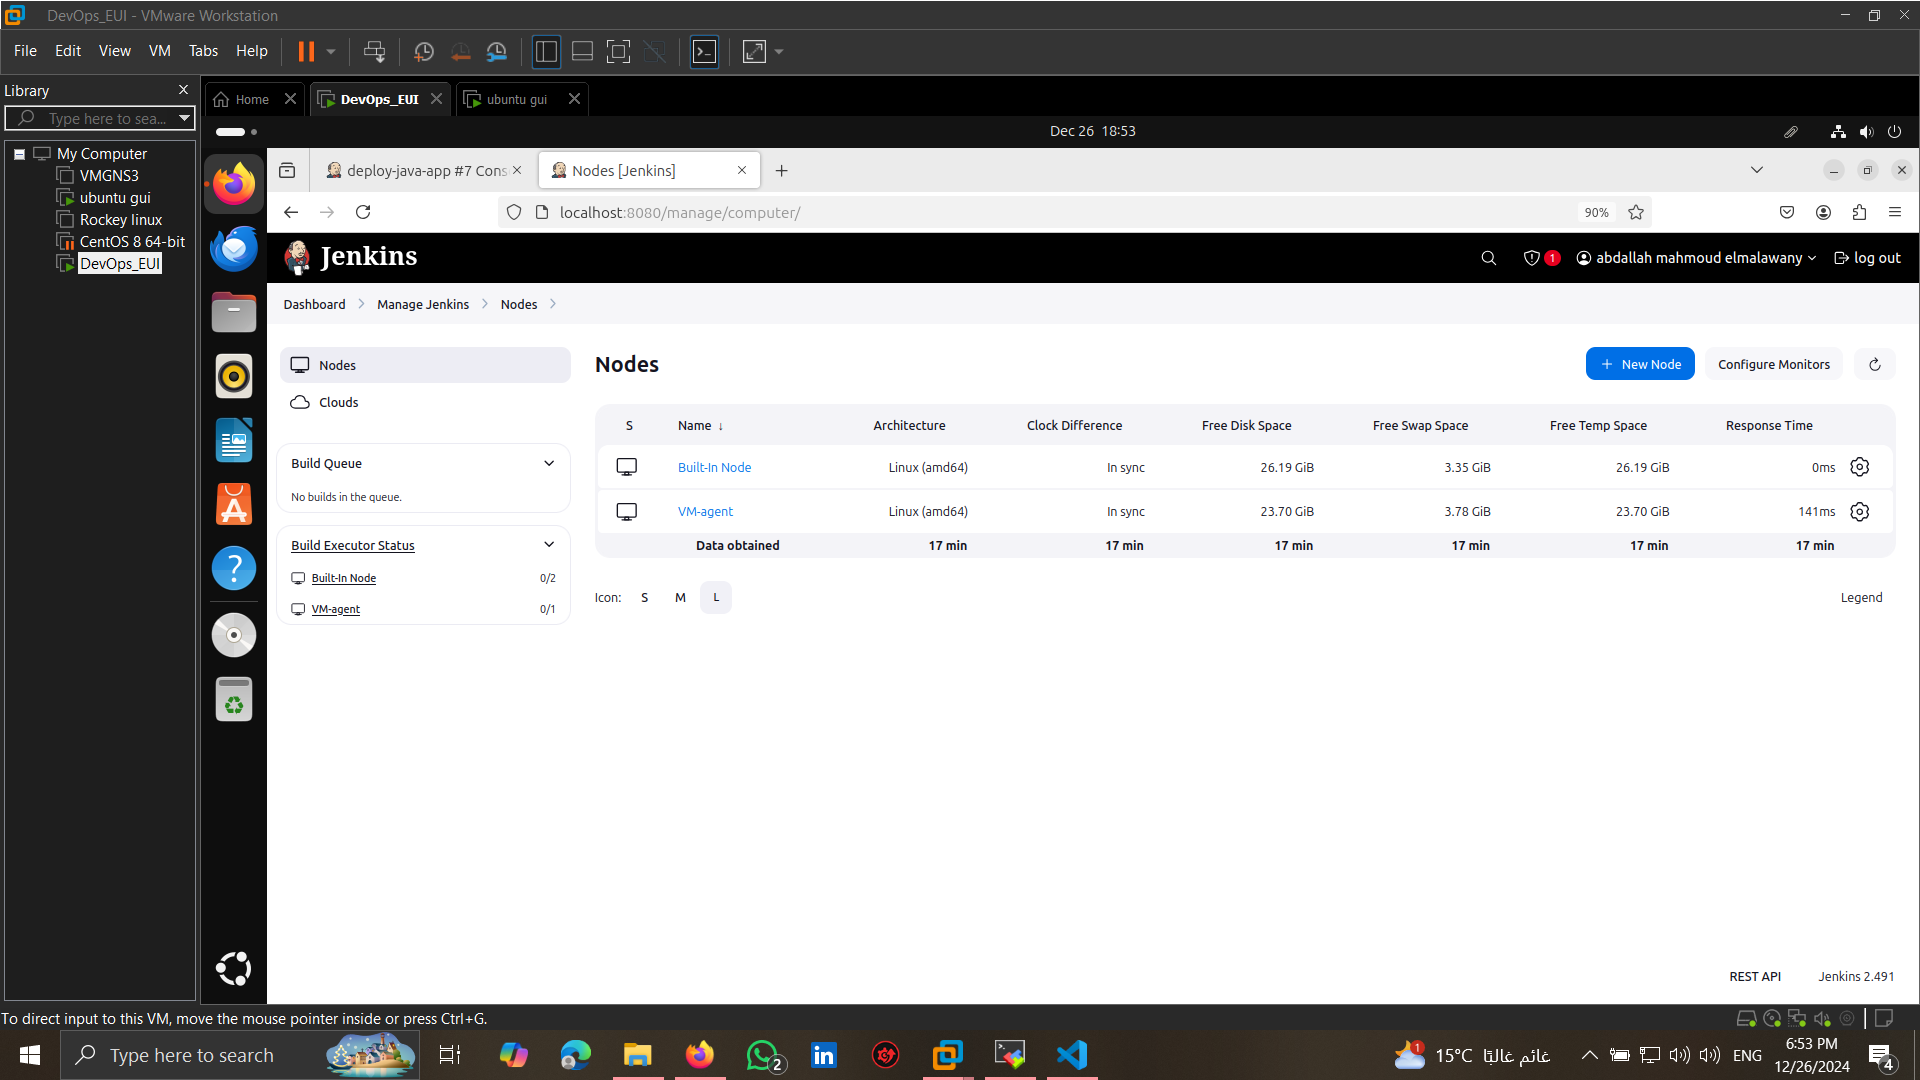 DevOps_EUI - VMware Workstation
File Edit View VM Tabs Help
Library
Type here to sea...
My Computer
VMGNS3
ubuntu gui
Rockey linux
CentOS 8 64-bit
DevOps_EUI
Home
DevOps_EUI
ubuntu gui
Dec 26 18:53
deploy-java-app #7 Cons
Nodes [Jenkins]
localhost:8080/manage/computer/
90%
Jenkins
1
abdallah mahmoud elmalawany
log out
Dashboard
Manage Jenkins
Nodes
Nodes
Clouds
Build Queue
No builds in the queue.
Build Executor Status
Built-In Node 0/2
VM-agent 0/1
Nodes
+ New Node
Configure Monitors
S Name ↓ Architecture Clock Difference Free Disk Space Free Swap Space Free Temp Space Response Time
Built-In Node Linux (amd64) In sync 26.19 GiB 3.35 GiB 26.19 GiB 0ms
VM-agent Linux (amd64) In sync 23.70 GiB 3.78 GiB 23.70 GiB 141ms
Data obtained 17 min 17 min 17 min 17 min 17 min 17 min
Icon: S M L
Legend
REST API
Jenkins 2.491
To direct input to this VM, move the mouse pointer inside or press Ctrl+G.
Type here to search
2
1
15°C غائم غالبًا
ENG
6:53 PM
12/26/2024
4